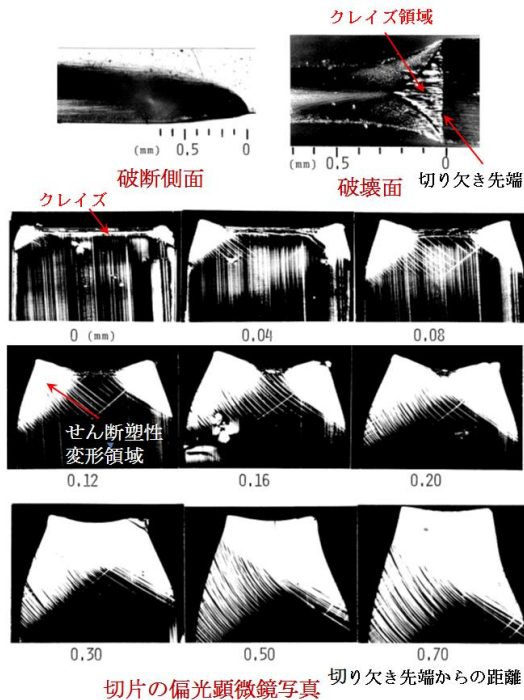 クレイズ領域
(mm) 0.5 0
破断側面
(mm) 0.5 0
破壊面
切り欠き先端
クレイズ
0 (mm) 0.04 0.08
せん断塑性
変形領域
0.12 0.16 0.20
0.30 0.50 0.70
切り欠き先端からの距離
切片の偏光顕微鏡写真